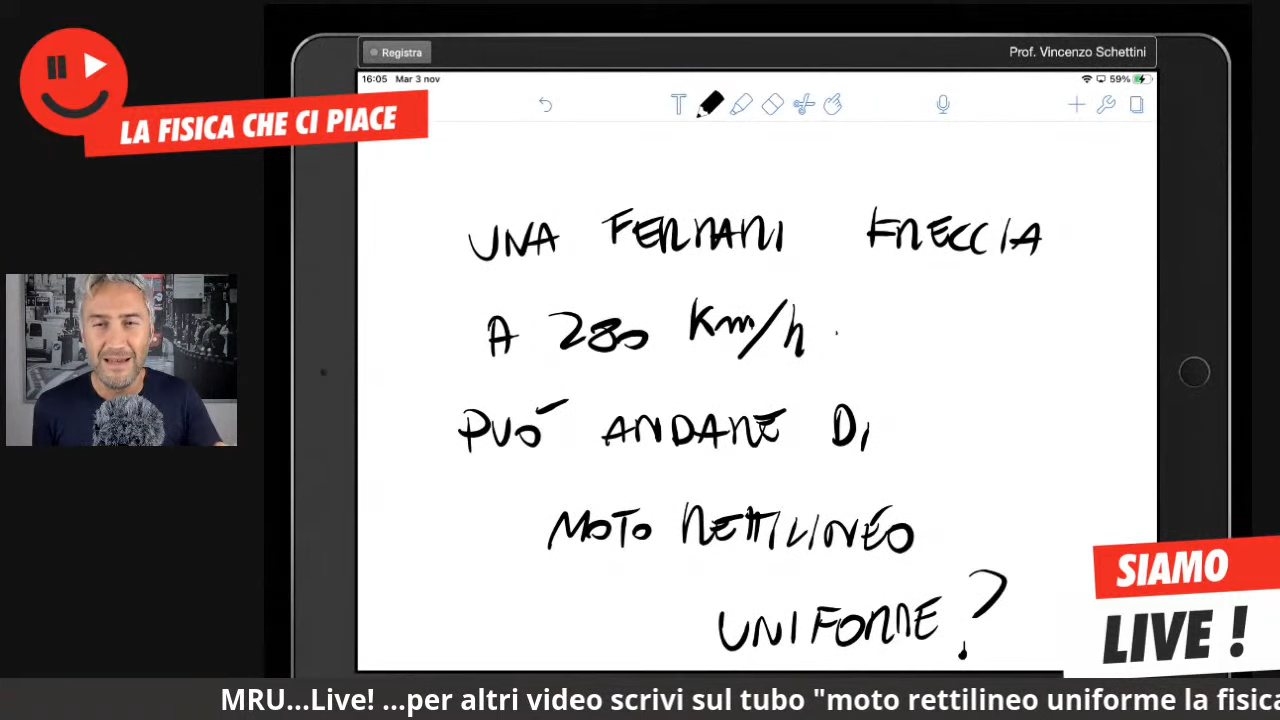 Registra
Prof. Vincenzo Schettini
16:05 Mar 3 nov
59%
LA FISICA CHE CI PIACE
UNA FERRARI FRECCIA
A 280 Km/h.
PUÓ ANDARE DI
MOTO RETTILINEO
UNIFORME?
SIAMO
LIVE !
MRU...Live! ...per altri video scrivi sul tubo "moto rettilineo uniforme la fisica